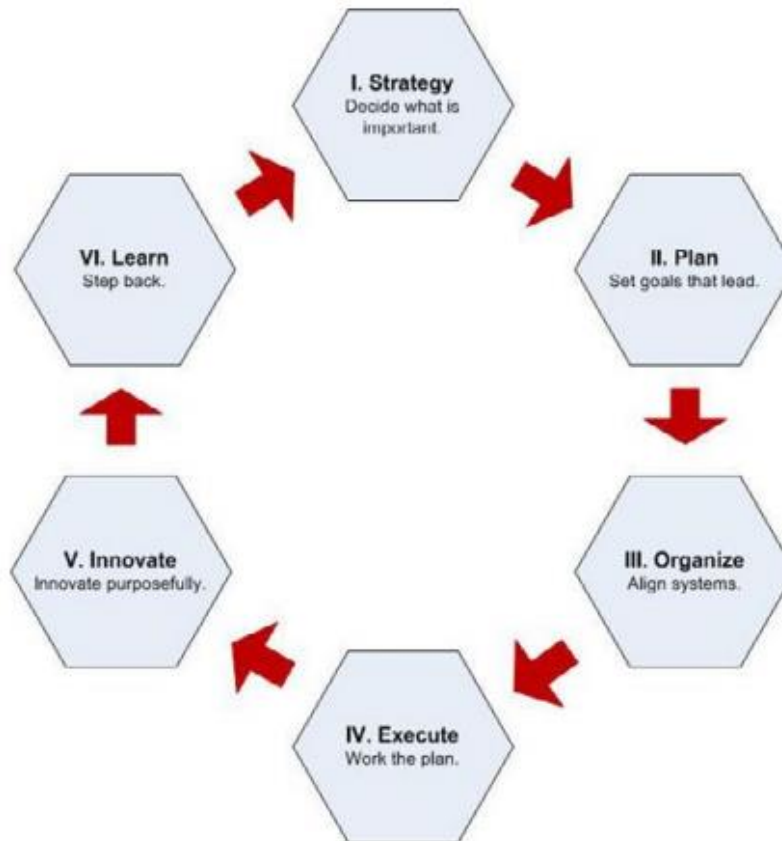 I. Strategy
Decide what is
important.
II. Plan
Set goals that lead.
III. Organize
Align systems.
IV. Execute
Work the plan.
V. Innovate
Innovate purposefully.
VI. Learn
Step back.